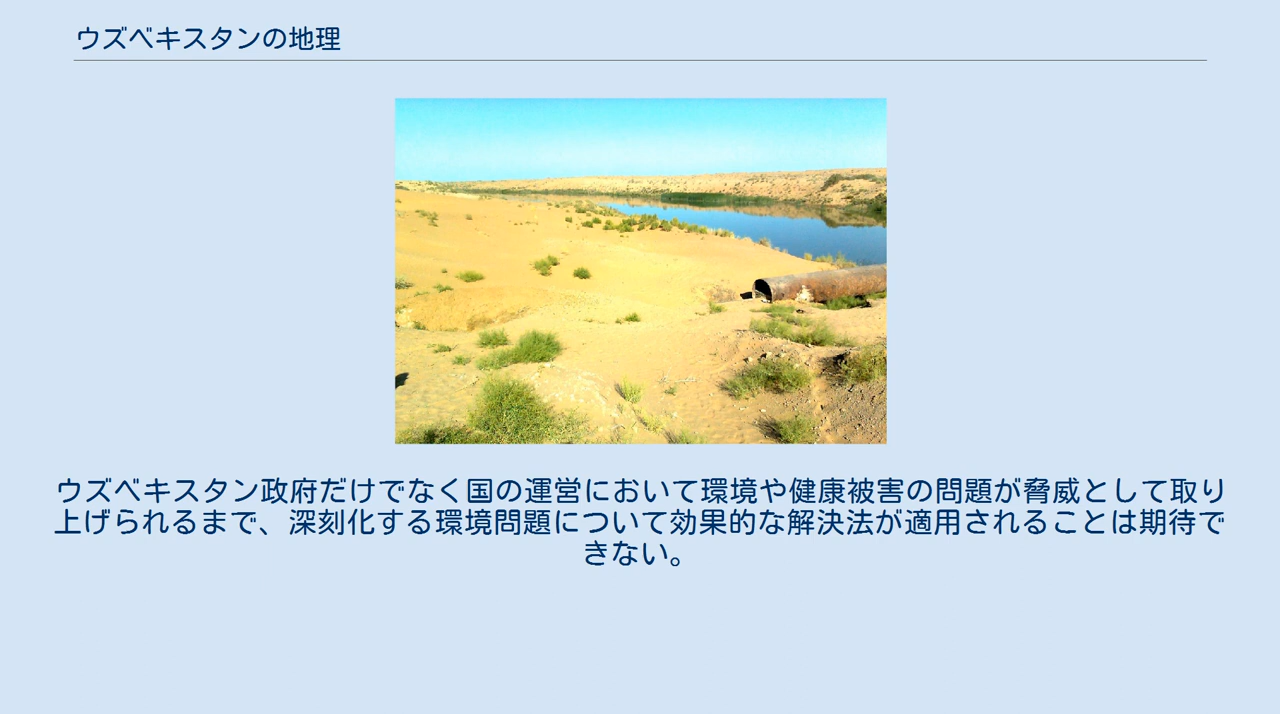 ウズベキスタンの地理
ウズベキスタン政府だけでなく国の運営において環境や健康被害の問題が脅威として取り
上げられるまで、深刻化する環境問題について効果的な解決法が適用されることは期待で
きない。